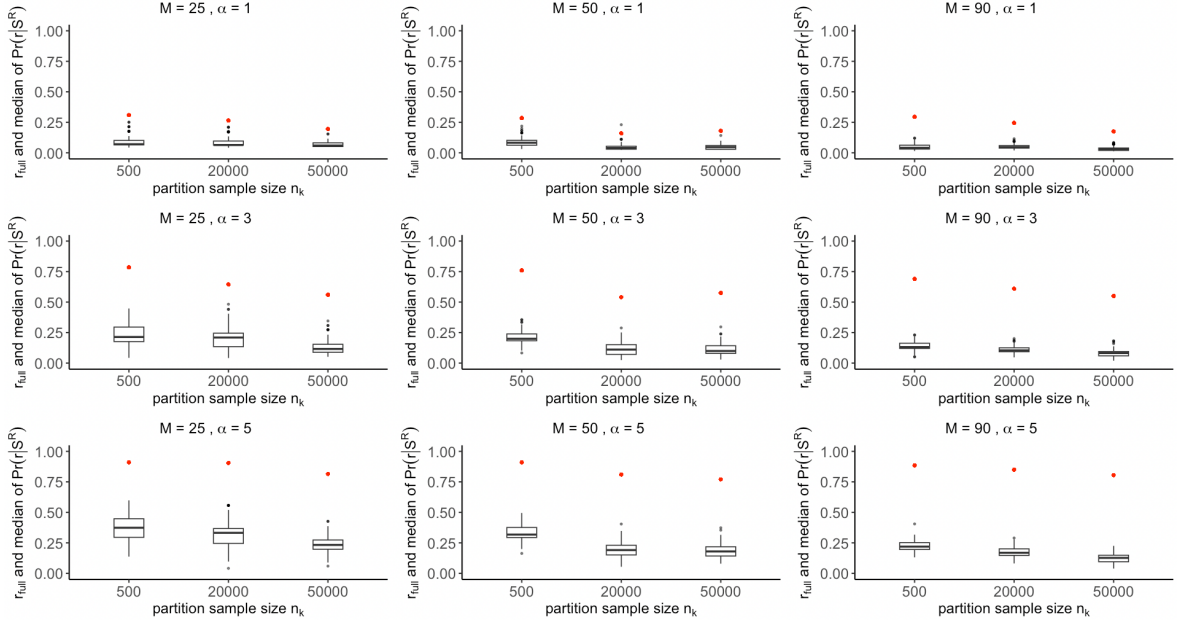 M = 25 , α = 1
r_full and median of Pr(r|S^R)
1.00
0.75
0.50
0.25
0.00
500 20000 50000
partition sample size n_k
M = 50 , α = 1
r_full and median of Pr(r|S^R)
1.00
0.75
0.50
0.25
0.00
500 20000 50000
partition sample size n_k
M = 90 , α = 1
r_full and median of Pr(r|S^R)
1.00
0.75
0.50
0.25
0.00
500 20000 50000
partition sample size n_k
M = 25 , α = 3
r_full and median of Pr(r|S^R)
1.00
0.75
0.50
0.25
0.00
500 20000 50000
partition sample size n_k
M = 50 , α = 3
r_full and median of Pr(r|S^R)
1.00
0.75
0.50
0.25
0.00
500 20000 50000
partition sample size n_k
M = 90 , α = 3
r_full and median of Pr(r|S^R)
1.00
0.75
0.50
0.25
0.00
500 20000 50000
partition sample size n_k
M = 25 , α = 5
r_full and median of Pr(r|S^R)
1.00
0.75
0.50
0.25
0.00
500 20000 50000
partition sample size n_k
M = 50 , α = 5
r_full and median of Pr(r|S^R)
1.00
0.75
0.50
0.25
0.00
500 20000 50000
partition sample size n_k
M = 90 , α = 5
r_full and median of Pr(r|S^R)
1.00
0.75
0.50
0.25
0.00
500 20000 50000
partition sample size n_k